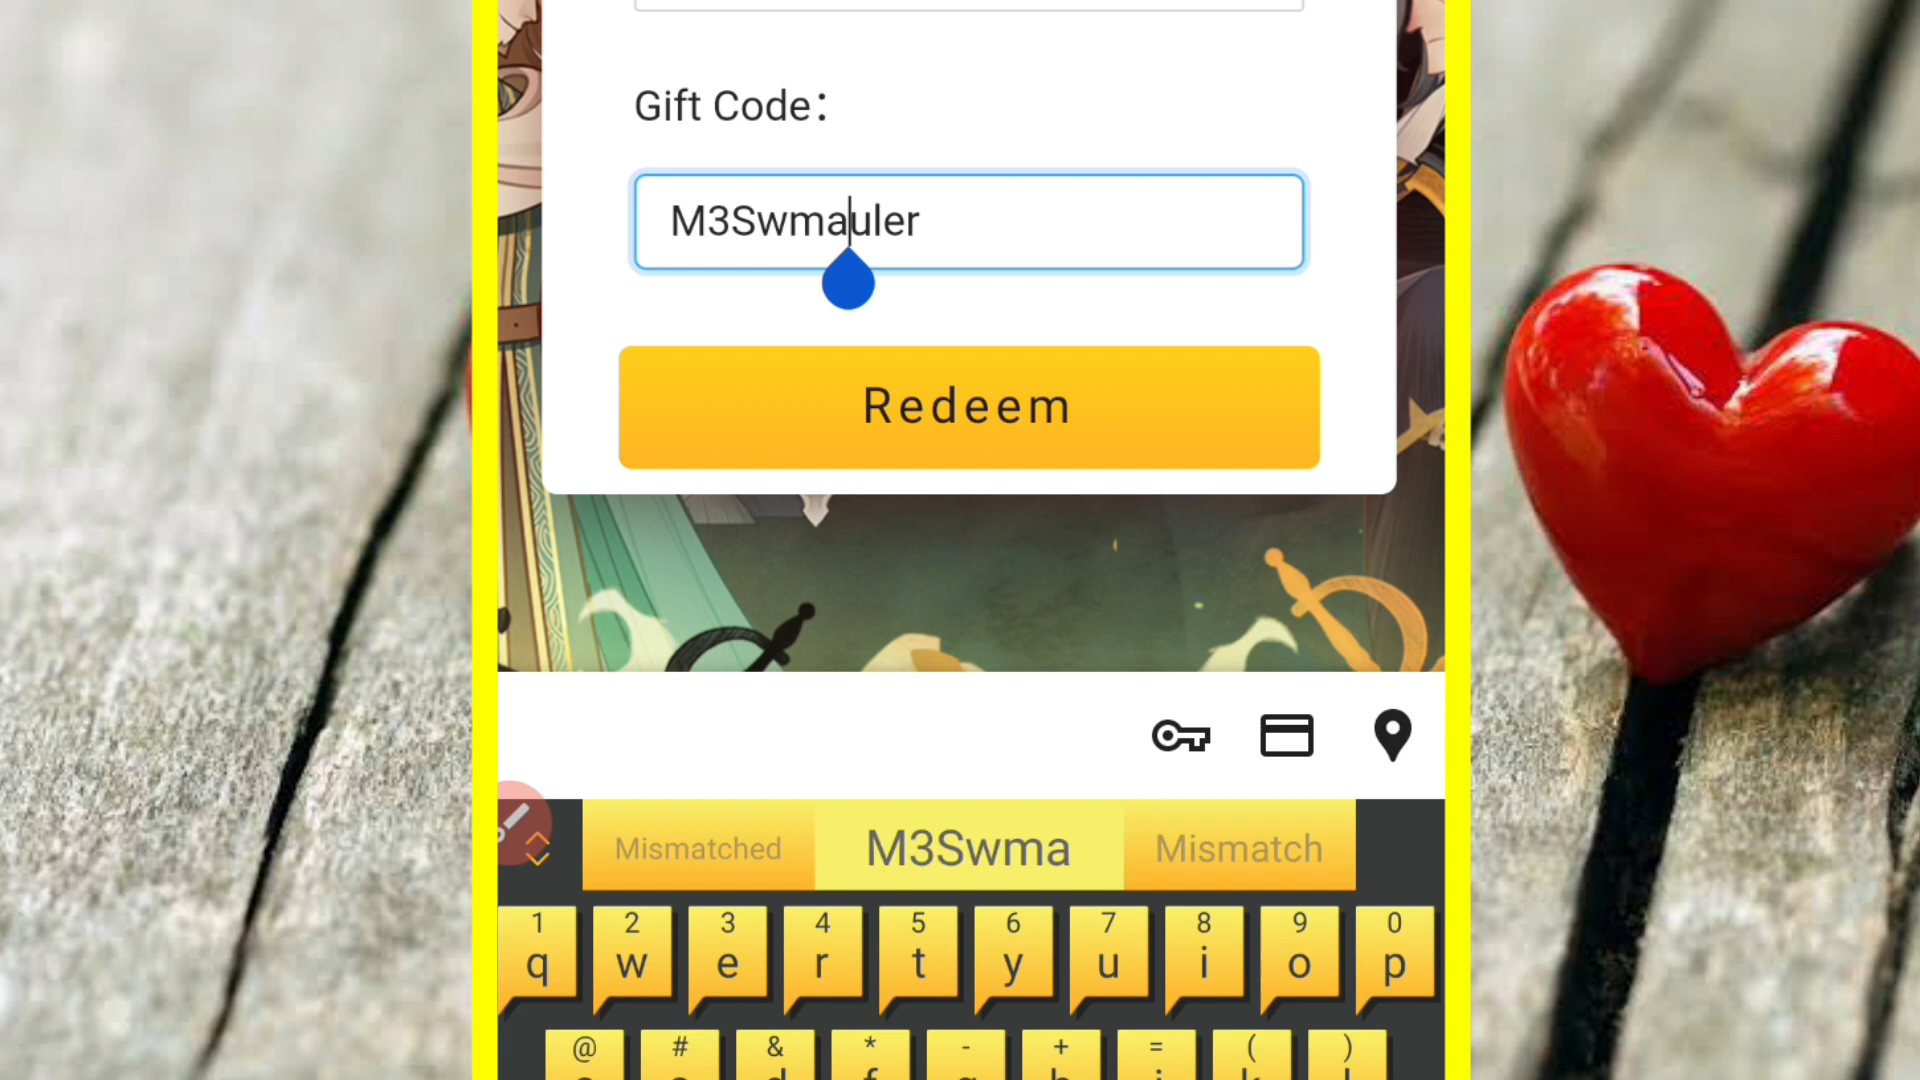 Gift Code:
M3Swmauler
Redeem
Mismatched M3Swma Mismatch
1 2 3 4 5 6 7 8 9 0
q w e r t y u i o p
@ # & * - + = ( )